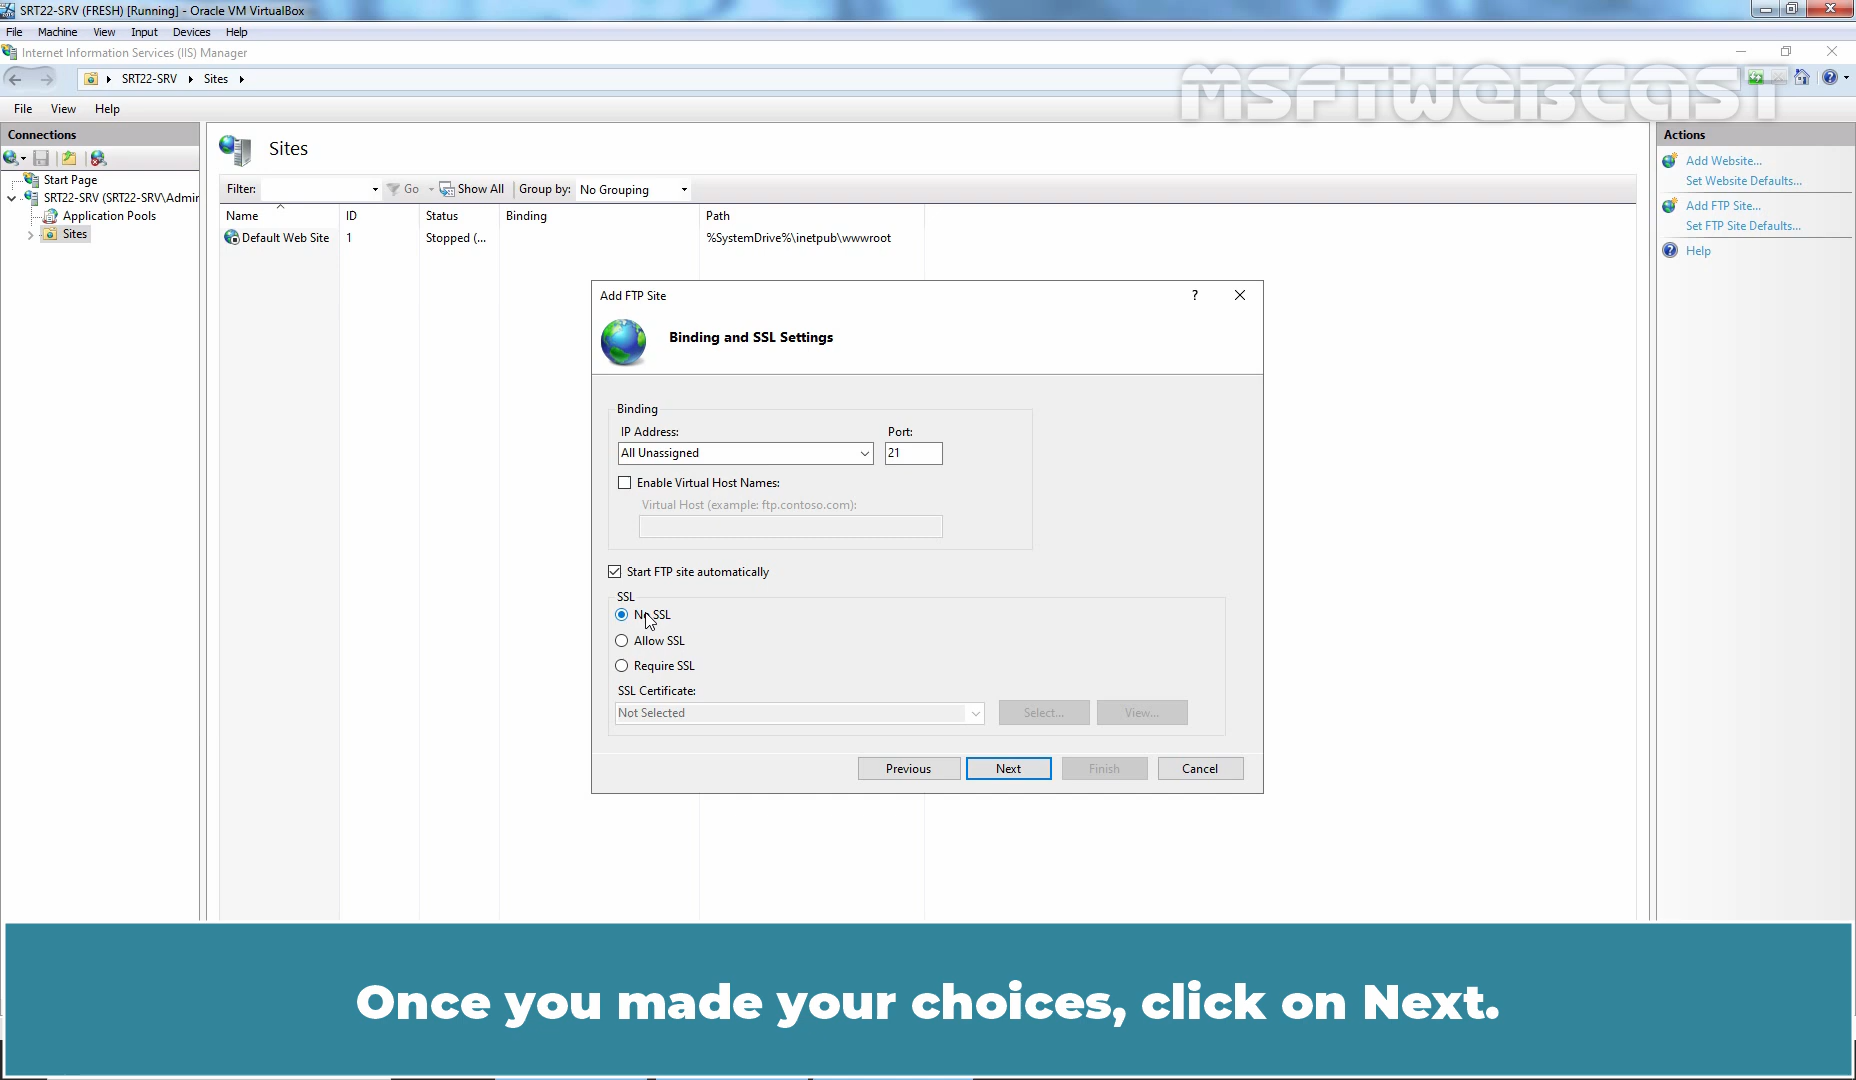 SRT22-SRV (FRESH) [Running] - Oracle VM VirtualBox
File Machine View Input Devices Help
Internet Information Services (IIS) Manager
SRT22-SRV Sites
MSFTWEBCAST
File View Help
Connections
Start Page
SRT22-SRV (SRT22-SRV\Admir
Application Pools
Sites
Sites
Filter: Go Show All Group by: No Grouping
Name ID Status Binding Path
Default Web Site 1 Stopped (... %SystemDrive%\inetpub\wwwroot
Add FTP Site ?
Binding and SSL Settings
Binding
IP Address: Port:
All Unassigned 21
Enable Virtual Host Names:
Virtual Host (example: ftp.contoso.com):
Start FTP site automatically
SSL
No SSL
Allow SSL
Require SSL
SSL Certificate:
Not Selected Select... View...
Previous Next Finish Cancel
Actions
Add Website...
Set Website Defaults...
Add FTP Site...
Set FTP Site Defaults...
Help
Once you made your choices, click on Next.